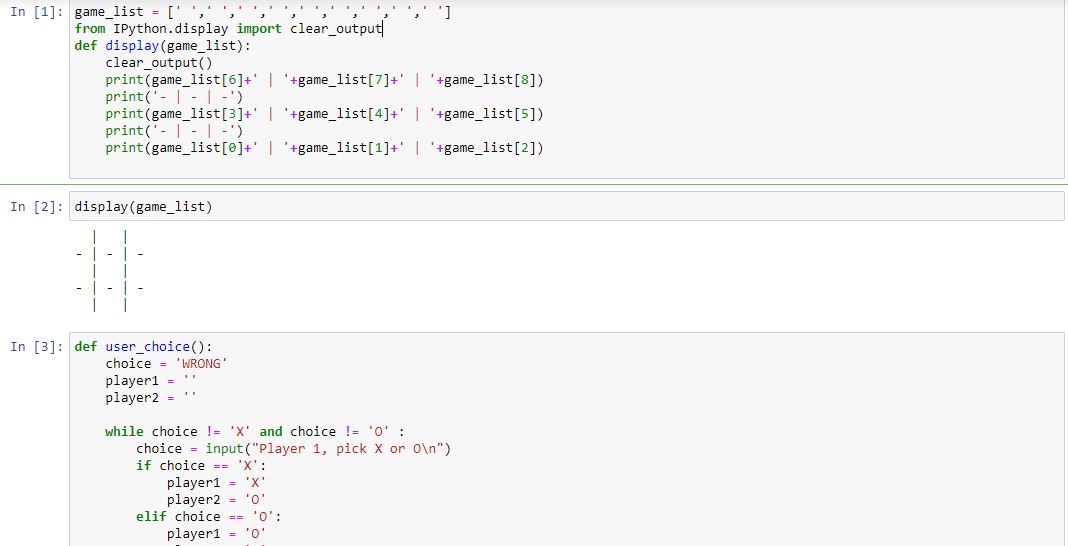 In [1]: game_list = [' ',' ',' ',' ',' ',' ',' ',' ',' ']
from IPython.display import clear_output
def display(game_list):
    clear_output()
    print(game_list[6]+' | '+game_list[7]+' | '+game_list[8])
    print('- | - | -')
    print(game_list[3]+' | '+game_list[4]+' | '+game_list[5])
    print('- | - | -')
    print(game_list[0]+' | '+game_list[1]+' | '+game_list[2])
In [2]: display(game_list)
  |   |
- | - | -
  |   |
- | - | -
  |   |
In [3]: def user_choice():
    choice = 'WRONG'
    player1 = ''
    player2 = ''
    while choice != 'X' and choice != 'O' :
        choice = input("Player 1, pick X or O\n")
        if choice == 'X':
            player1 = 'X'
            player2 = 'O'
        elif choice == 'O':
            player1 = 'O'